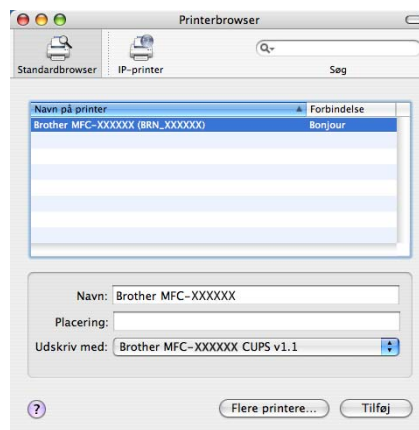 Printerbrowser
Standardbrowser IP-printer Søg
Navn på printer Forbindelse
Brother MFC-XXXXXX (BRN_XXXXXX) Bonjour
Navn: Brother MFC-XXXXXX
Placering:
Udskriv med: Brother MFC-XXXXXX CUPS v1.1
? Flere printere... Tilføj